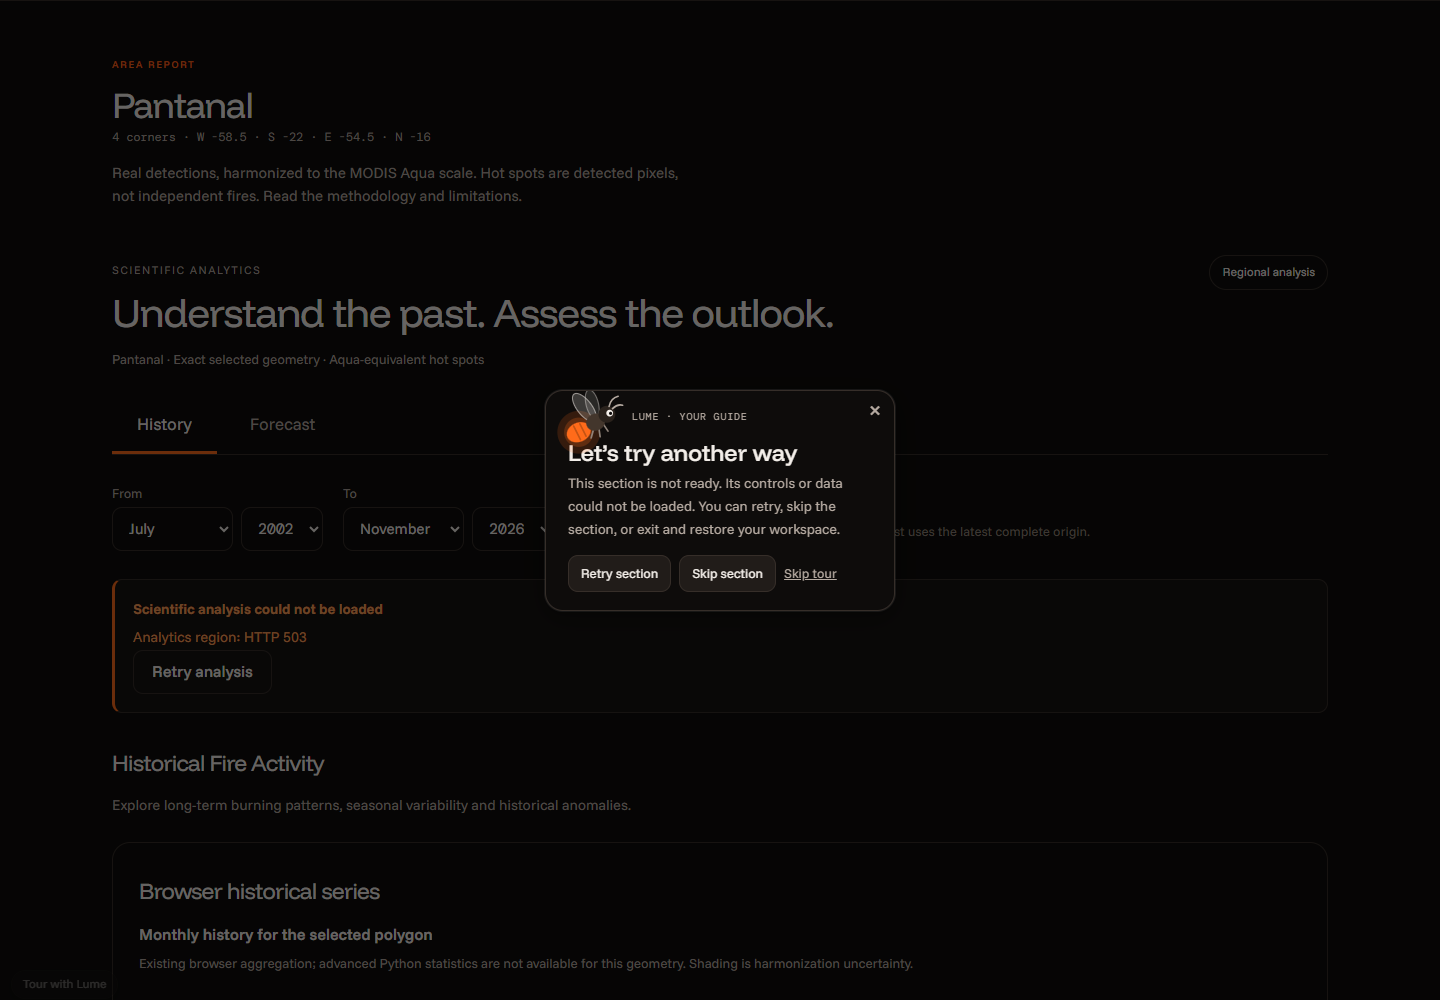 AREA REPORT
Pantanal
4 corners · W -58.5 · S -22 · E -54.5 · N -16
Real detections, harmonized to the MODIS Aqua scale. Hot spots are detected pixels,
not independent fires. Read the methodology and limitations.
SCIENTIFIC ANALYTICS
Regional analysis
Understand the past. Assess the outlook.
Pantanal · Exact selected geometry · Aqua-equivalent hot spots
History
Forecast
LUME · YOUR GUIDE
×
Let's try another way
This section is not ready. Its controls or data
could not be loaded. You can retry, skip the
section, or exit and restore your workspace.
Retry section
Skip section
Skip tour
From
To
July
2002
November
2026
uses the latest complete origin.
Scientific analysis could not be loaded
Analytics region: HTTP 503
Retry analysis
Historical Fire Activity
Explore long-term burning patterns, seasonal variability and historical anomalies.
Browser historical series
Monthly history for the selected polygon
Existing browser aggregation; advanced Python statistics are not available for this geometry. Shading is harmonization uncertainty.
Tour with Lume